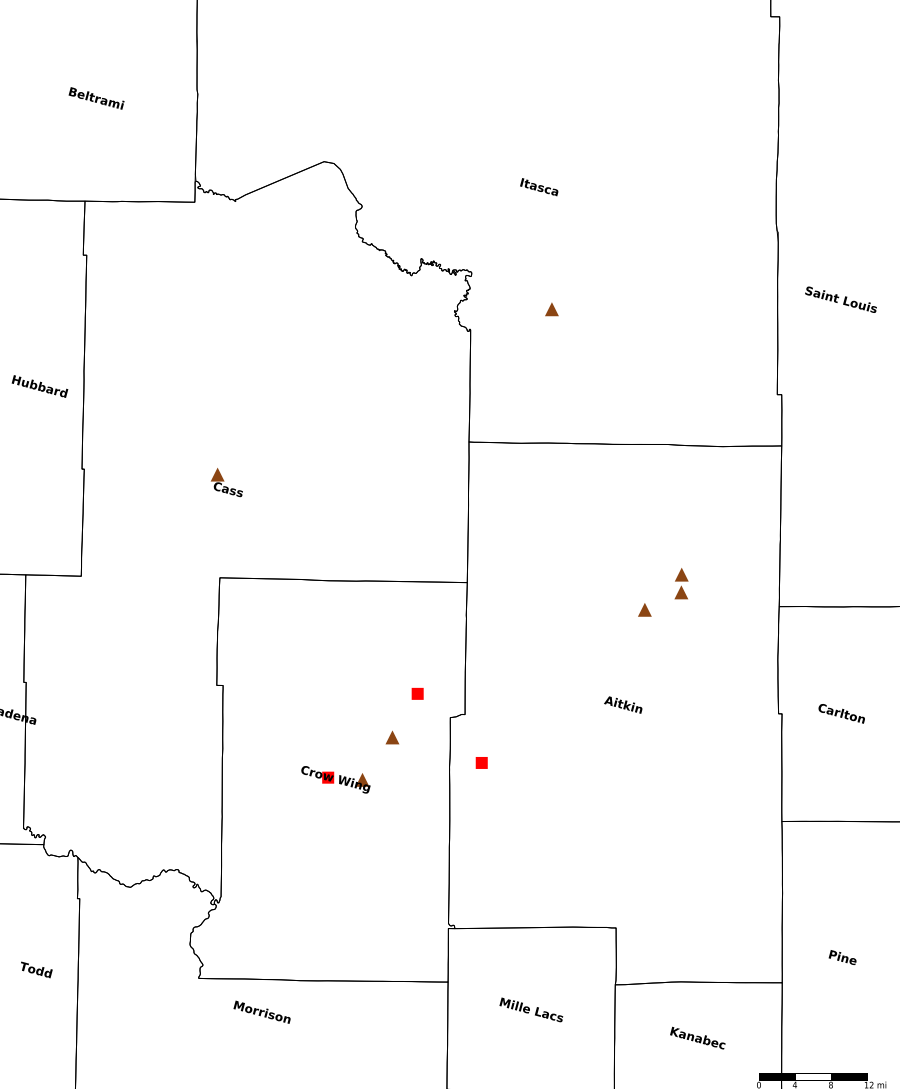 Beltrami
Itasca
Saint Louis
Hubbard
Cass
Aitkin
adena
Carlton
Crow Wing
Pine
Todd
Morrison
Mille Lacs
Kanabec
0 4 8 12 mi